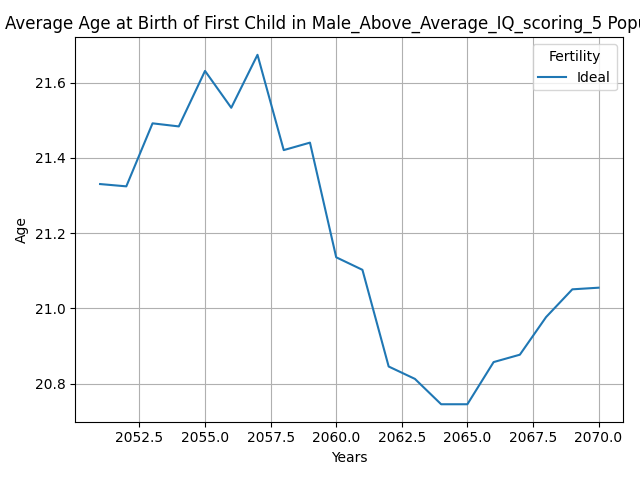 Average Age at Birth of First Child in Male_Above_Average_IQ_scoring_5
Fertility
Ideal
21.6
21.4
21.2
21.0
20.8
Age
2052.5 2055.0 2057.5 2060.0 2062.5 2065.0 2067.5 2070.0
Years